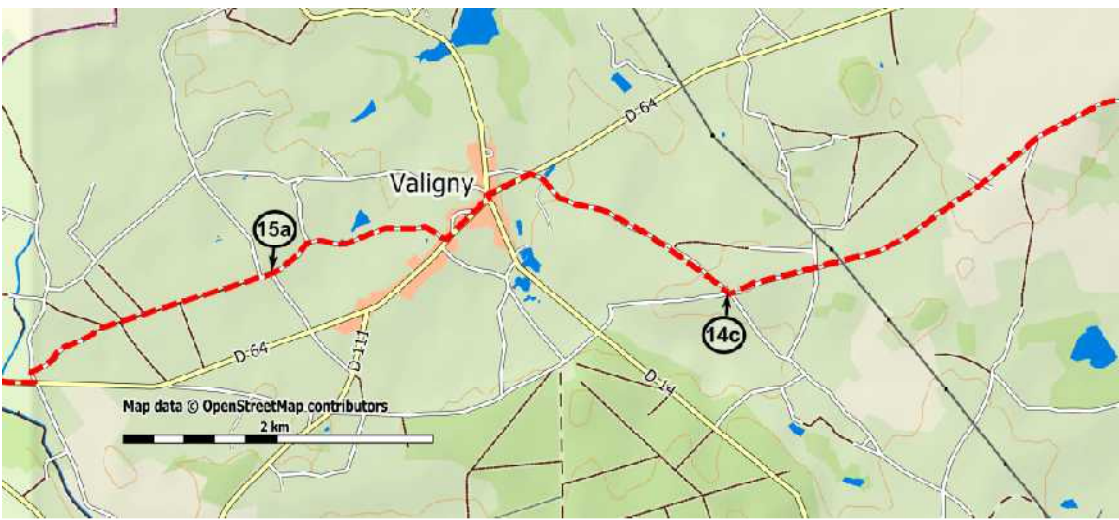 D-64
Valigny
15a
14c
D-64
D-111
D-14
Map data © OpenStreetMap contributors
2 km